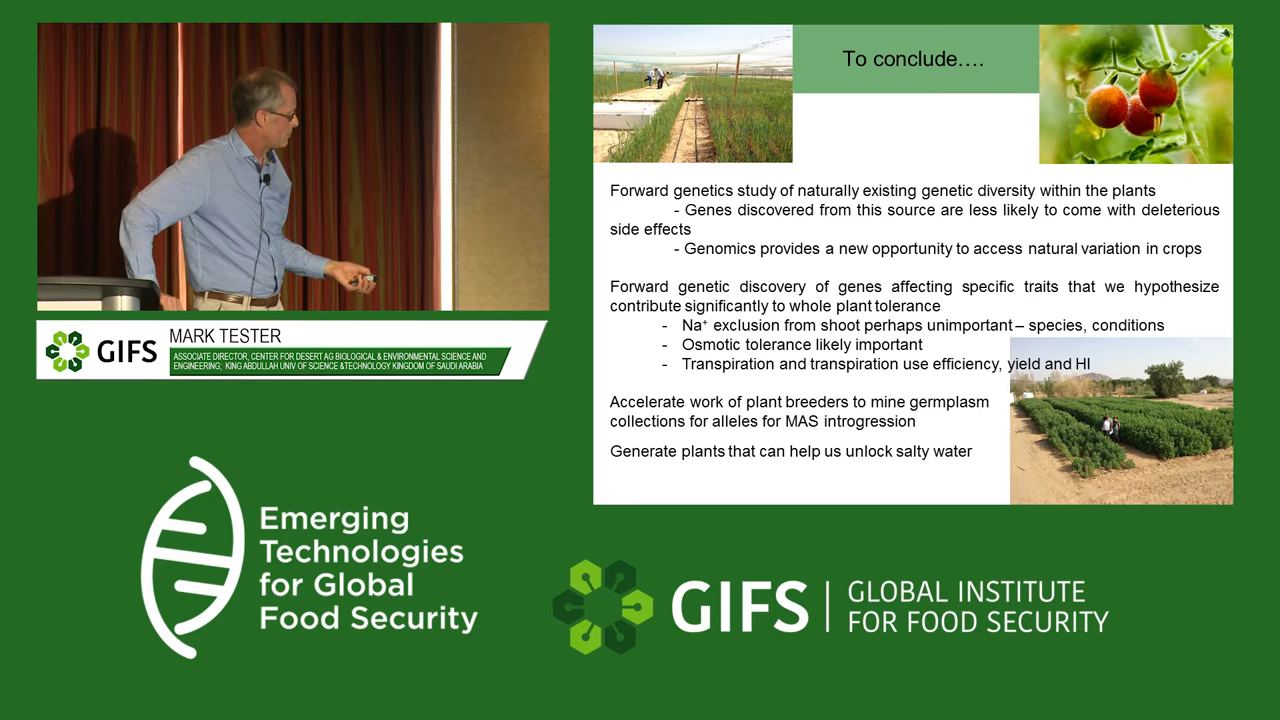 To conclude….
Forward genetics study of naturally existing genetic diversity within the plants
- Genes discovered from this source are less likely to come with deleterious
side effects
- Genomics provides a new opportunity to access natural variation in crops
Forward genetic discovery of genes affecting specific traits that we hypothesize
contribute significantly to whole plant tolerance
- Na⁺ exclusion from shoot perhaps unimportant – species, conditions
- Osmotic tolerance likely important
- Transpiration and transpiration use efficiency, yield and HI
Accelerate work of plant breeders to mine germplasm
collections for alleles for MAS introgression
Generate plants that can help us unlock salty water
GIFS
MARK TESTER
ASSOCIATE DIRECTOR, CENTER FOR DESERT AG BIOLOGICAL & ENVIRONMENTAL SCIENCE AND
ENGINEERING; KING ABDULLAH UNIV OF SCIENCE &TECHNOLOGY KINGDOM OF SAUDI ARABIA
Emerging
Technologies
for Global
Food Security
GIFS
GLOBAL INSTITUTE
FOR FOOD SECURITY